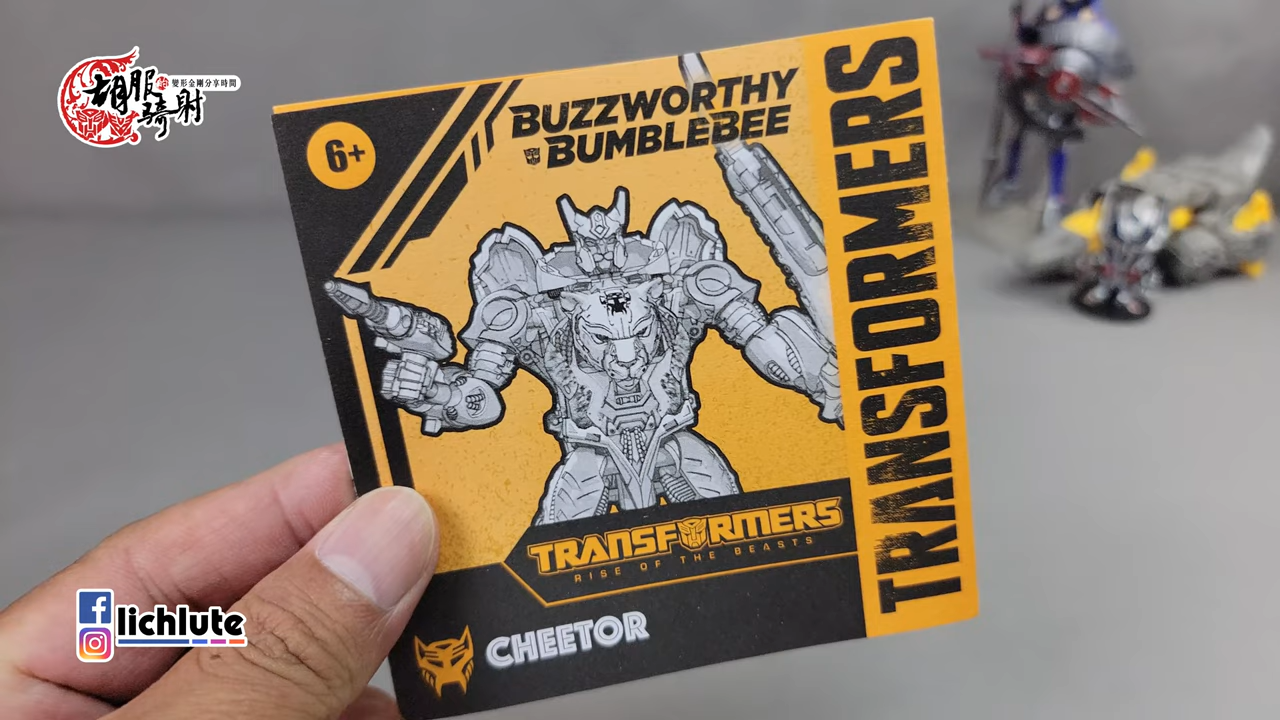 胡服
騎射
的
變形金剛分享時間
6+
BUZZWORTHY
BUMBLEBEE
TRANSFORMERS
TRANSFORMERS
RISE OF THE BEASTS
CHEETOR
lichlute